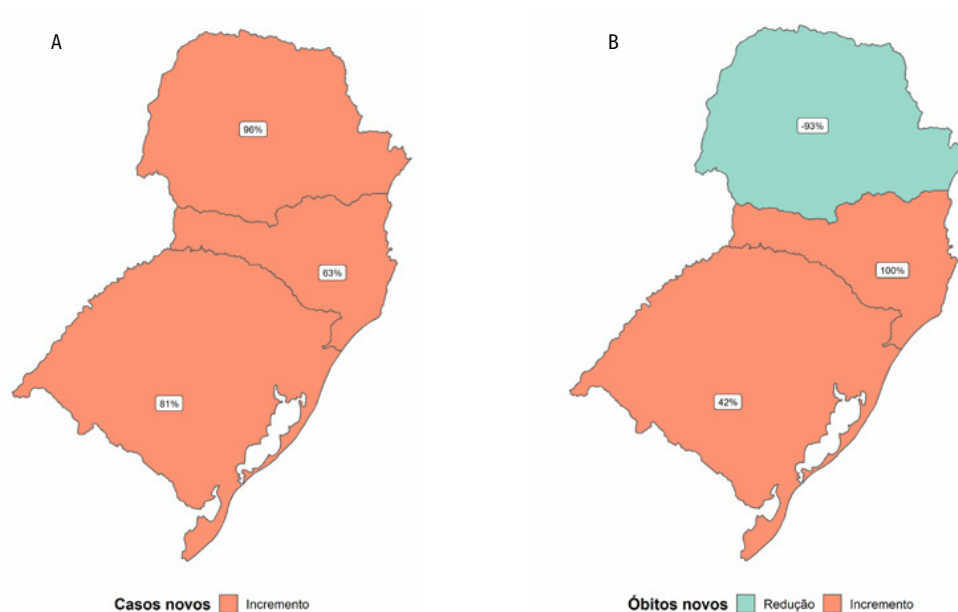 A
96%
63%
81%
Casos novos Incremento
B
-93%
100%
42%
Óbitos novos Redução Incremento